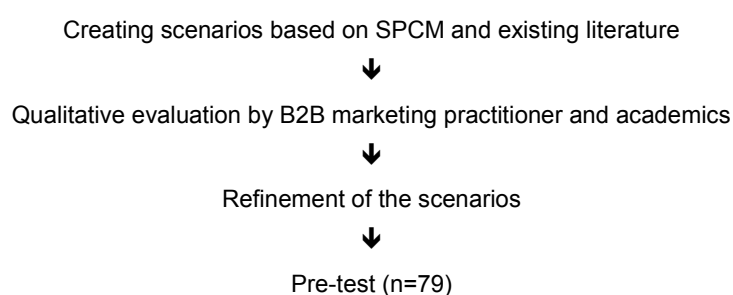 Creating scenarios based on SPCM and existing literature
Qualitative evaluation by B2B marketing practitioner and academics
Refinement of the scenarios
Pre-test (n=79)